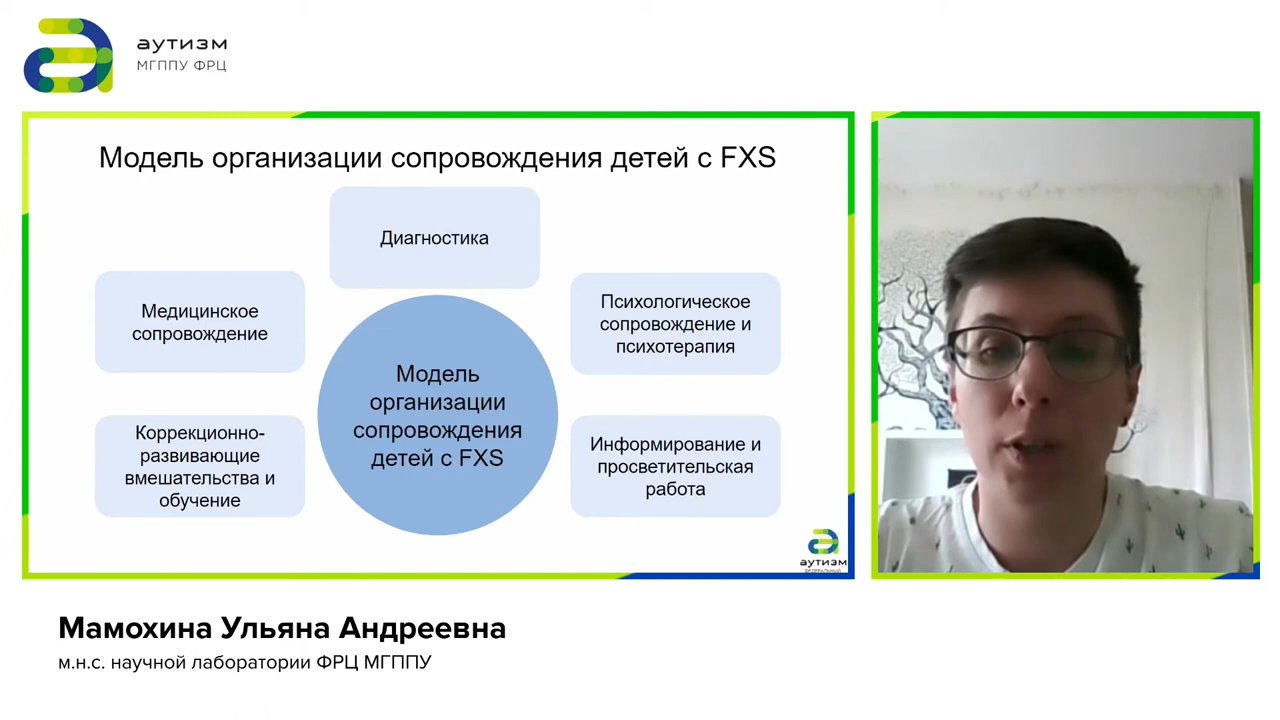 аутизм
МГППУ ФРЦ
Модель организации сопровождения детей с FXS
Диагностика
Медицинское
сопровождение
Психологическое
сопровождение и
психотерапия
Модель
организации
сопровождения
детей с FXS
Коррекционно-
развивающие
вмешательства и
обучение
Информирование и
просветительская
работа
аутизм
ФЕДЕРАЛЬНЫЙ
Мамохина Ульяна Андреевна
м.н.с. научной лаборатории ФРЦ МГППУ